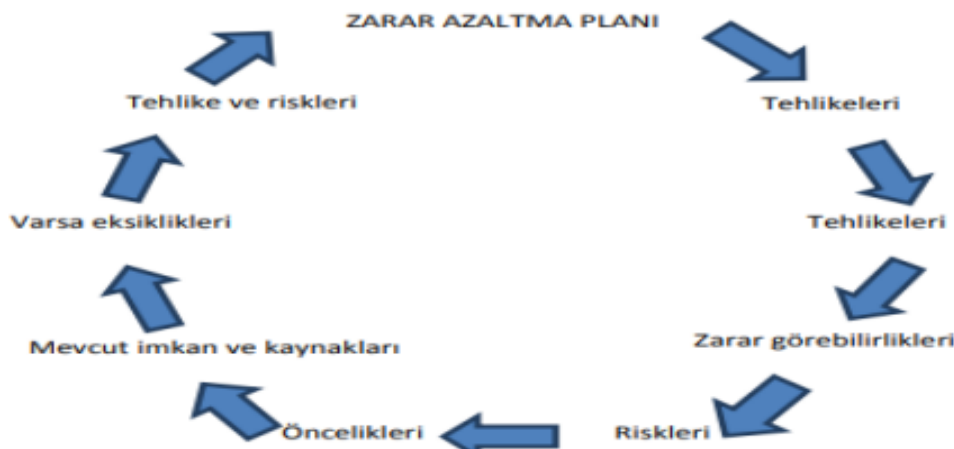 ZARAR AZALTMA PLANI
Tehlikeleri
Tehlikeleri
Zarar görebilirlikleri
Riskleri
Öncelikleri
Mevcut imkan ve kaynakları
Varsa eksiklikleri
Tehlike ve riskleri